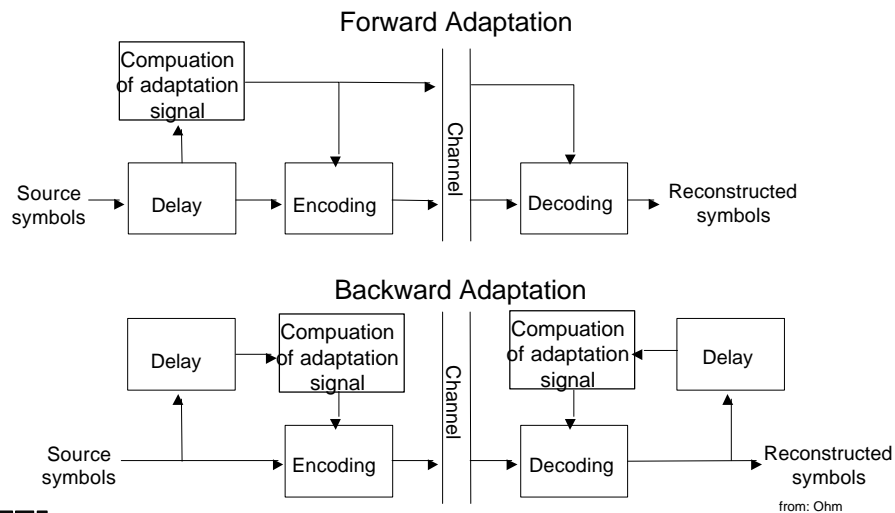 Forward Adaptation
Compuation
of adaptation
signal
Channel
Source
symbols
Delay
Encoding
Decoding
Reconstructed
symbols
Backward Adaptation
Delay
Compuation
of adaptation
signal
Channel
Compuation
of adaptation
signal
Delay
Source
symbols
Encoding
Decoding
Reconstructed
symbols
from: Ohm